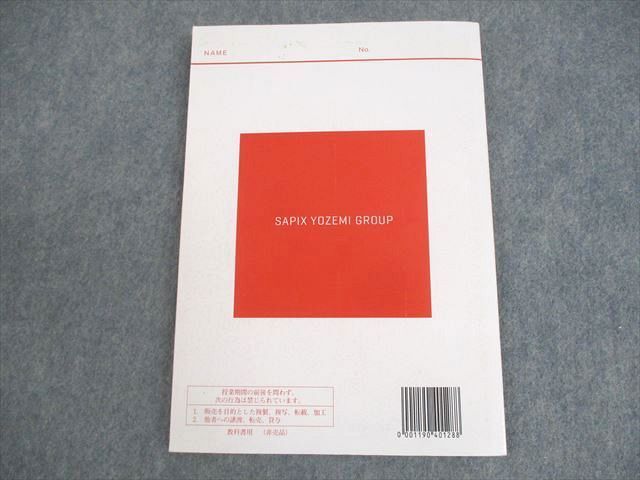 NAME
No.
SAPIX YOZEMI GROUP
授業期間の前後を問わず、
次の行為は禁じられています。
1. 販売を目的とした複製、複写、転載、加工
2. 他者への譲渡、転売、貸与
教科書用 (非売品)
0 001190 401288